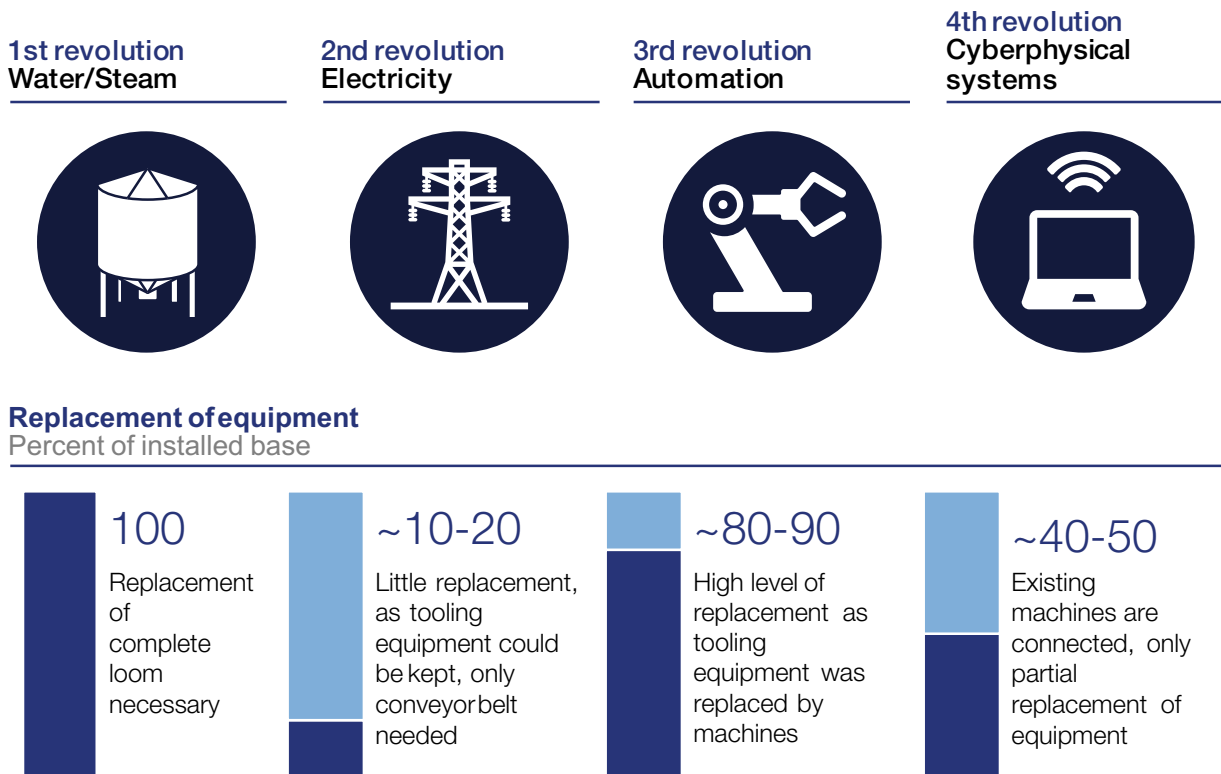 1st revolution
Water/Steam
2nd revolution
Electricity
3rd revolution
Automation
4th revolution
Cyberphysical
systems
Replacement of equipment
Percent of installed base
100
Replacement
of
complete
loom
necessary
~10-20
Little replacement,
as tooling
equipment could
be kept, only
conveyor belt
needed
~80-90
High level of
replacement as
tooling
equipment was
replaced by
machines
~40-50
Existing
machines are
connected, only
partial
replacement of
equipment